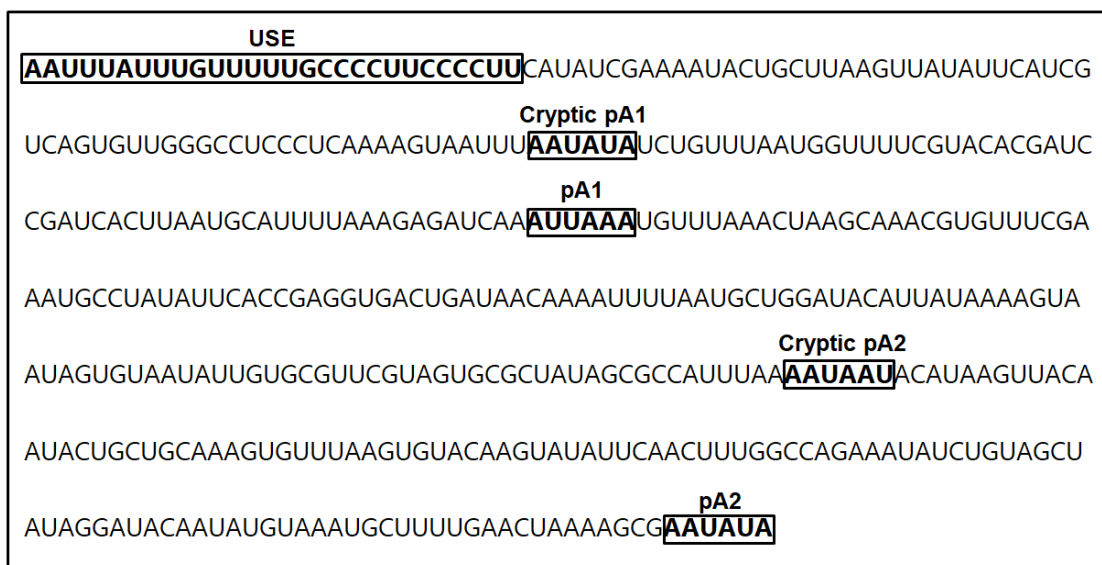 USE
AAUUUAUUUGUUUUUGCCCCUUCCCCUUCAUAUCGAAAAUACUGCUUAAGUUAUAUUCAUCG
Cryptic pA1
UCAGUGUUGGGCCUCCCUCAAAAGUAAUUUAAUAUAUCUGUUUAAUGGUUUUCGUACACGAUC
pA1
CGAUCACUUAAUGCAUUUUAAAGAGAUCAAAUUAAAUGUUUAAACUAAGCAAACGUGUUUCGA
AAUGCCUAUAUUCACCGAGGUGACUGAUAACAAAAUUUUAAUGCUGGAUACAUUAUAAAAGUA
Cryptic pA2
AUAGUGUAAUAUUGUGCGUUCGUAGUGCGCUAUAGCGCCAUUUAAAAUAAUACAUAAGUUACA
AUACUGCUGCAAAGUGUUUAAGUGUACAAGUAUAUUCAACUUUGGCCAGAAAUAUCUGUAGCU
pA2
AUAGGAUACAAUAUGUAAAUGCUUUUGAACUAAAAGCGAAUAUA